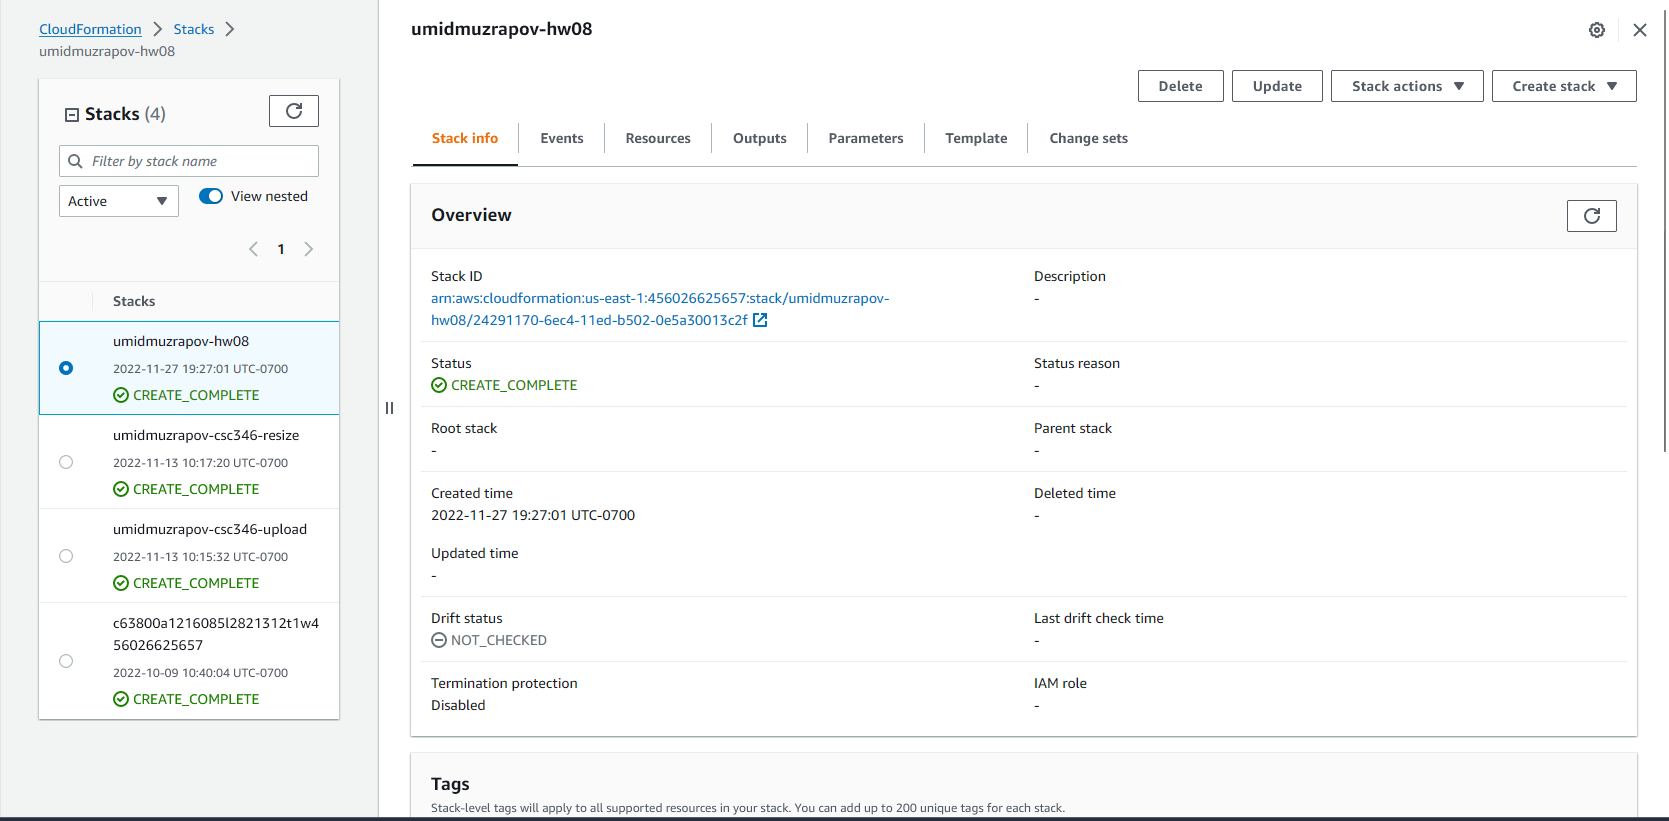 CloudFormation > Stacks >
umidmuzrapov-hw08
Stacks (4)
Filter by stack name
Active
View nested
1
Stacks
umidmuzrapov-hw08
2022-11-27 19:27:01 UTC-0700
CREATE_COMPLETE
umidmuzrapov-csc346-resize
2022-11-13 10:17:20 UTC-0700
CREATE_COMPLETE
umidmuzrapov-csc346-upload
2022-11-13 10:15:32 UTC-0700
CREATE_COMPLETE
c63800a1216085l2821312t1w4
56026625657
2022-10-09 10:40:04 UTC-0700
CREATE_COMPLETE
umidmuzrapov-hw08
Delete Update Stack actions Create stack
Stack info Events Resources Outputs Parameters Template Change sets
Overview
Stack ID
arn:aws:cloudformation:us-east-1:456026625657:stack/umidmuzrapov-
hw08/24291170-6ec4-11ed-b502-0e5a30013c2f
Description
-
Status
CREATE_COMPLETE
Status reason
-
Root stack
-
Parent stack
-
Created time
2022-11-27 19:27:01 UTC-0700
Deleted time
-
Updated time
-
Drift status
NOT_CHECKED
Last drift check time
-
Termination protection
Disabled
IAM role
-
Tags
Stack-level tags will apply to all supported resources in your stack. You can add up to 200 unique tags for each stack.